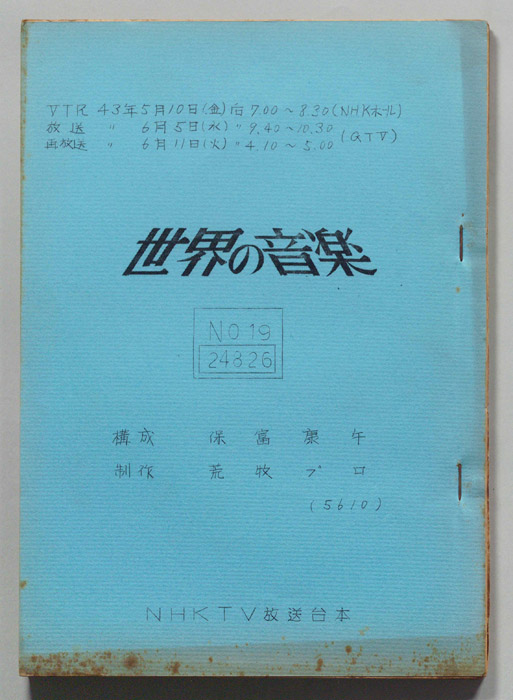 VTR 43年5月10日(金)后7.00～8.30(NHKホール)
放送 〃 6月5日(水)〃9.40～10.30
再放送 〃 6月11日(火)〃4.10～5.00
(GTV)
世界の音楽
NO 19
248.26
構成 保富康午
制作 荒牧プロ
(5610)
NHKTV放送台本